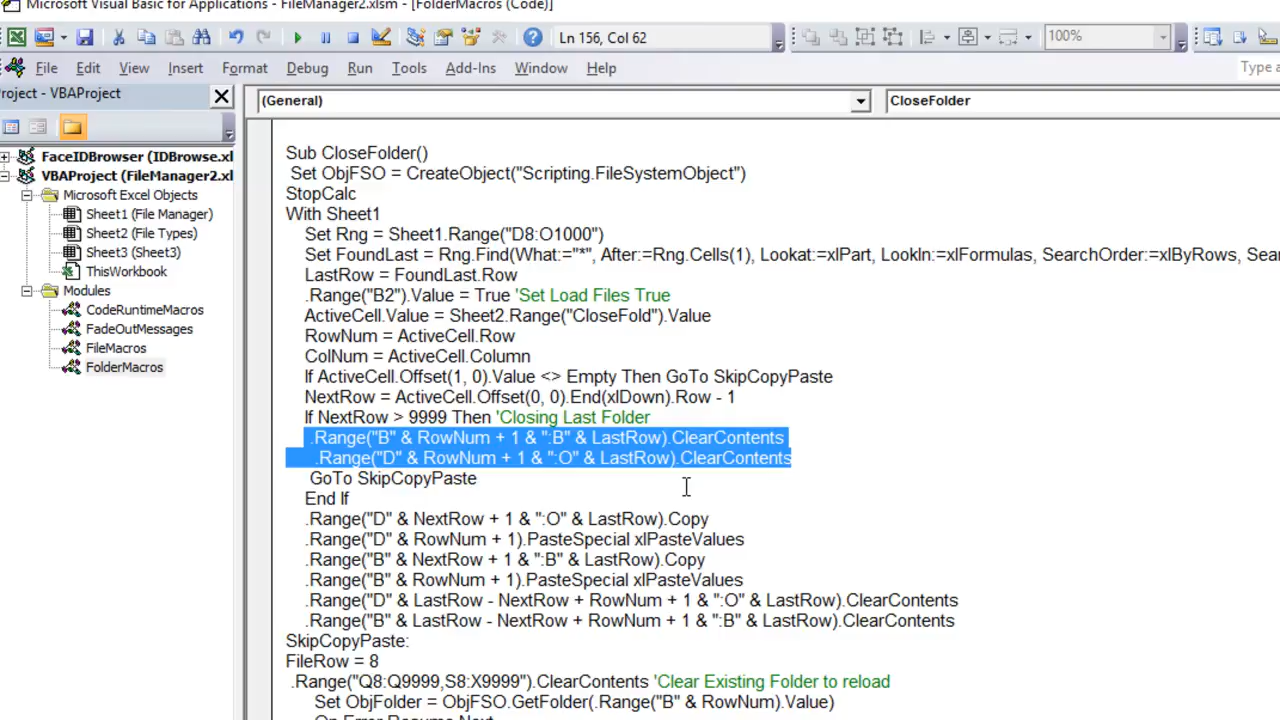 Microsoft Visual Basic for Applications - FileManager2.xlsm - [FolderMacros (Code)]
Ln 156, Col 62
100%
File Edit View Insert Format Debug Run Tools Add-Ins Window Help
Type a
roject - VBAProject
(General)
CloseFolder
FaceIDBrowser (IDBrowse.xl
VBAProject (FileManager2.xl
Microsoft Excel Objects
Sheet1 (File Manager)
Sheet2 (File Types)
Sheet3 (Sheet3)
ThisWorkbook
Modules
CodeRuntimeMacros
FadeOutMessages
FileMacros
FolderMacros
Sub CloseFolder()
Set ObjFSO = CreateObject("Scripting.FileSystemObject")
StopCalc
With Sheet1
Set Rng = Sheet1.Range("D8:O1000")
Set FoundLast = Rng.Find(What:="*", After:=Rng.Cells(1), Lookat:=xlPart, LookIn:=xlFormulas, SearchOrder:=xlByRows, Sear
LastRow = FoundLast.Row
.Range("B2").Value = True 'Set Load Files True
ActiveCell.Value = Sheet2.Range("CloseFold").Value
RowNum = ActiveCell.Row
ColNum = ActiveCell.Column
If ActiveCell.Offset(1, 0).Value <> Empty Then GoTo SkipCopyPaste
NextRow = ActiveCell.Offset(0, 0).End(xlDown).Row - 1
If NextRow > 9999 Then 'Closing Last Folder
.Range("B" & RowNum + 1 & ":B" & LastRow).ClearContents
.Range("D" & RowNum + 1 & ":O" & LastRow).ClearContents
GoTo SkipCopyPaste
End If
.Range("D" & NextRow + 1 & ":O" & LastRow).Copy
.Range("D" & RowNum + 1).PasteSpecial xlPasteValues
.Range("B" & NextRow + 1 & ":B" & LastRow).Copy
.Range("B" & RowNum + 1).PasteSpecial xlPasteValues
.Range("D" & LastRow - NextRow + RowNum + 1 & ":O" & LastRow).ClearContents
.Range("B" & LastRow - NextRow + RowNum + 1 & ":B" & LastRow).ClearContents
SkipCopyPaste:
FileRow = 8
.Range("Q8:Q9999,S8:X9999").ClearContents 'Clear Existing Folder to reload
Set ObjFolder = ObjFSO.GetFolder(.Range("B" & RowNum).Value)
On Error Resume Next